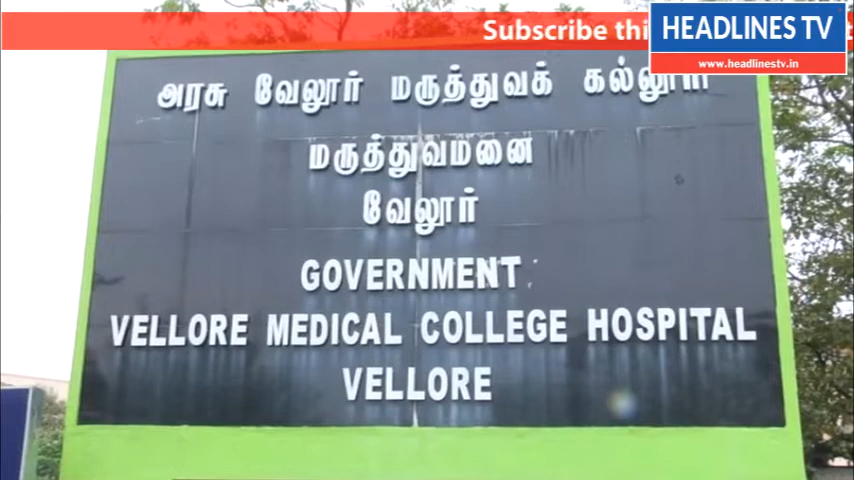 Subscribe thi
HEADLINES TV
www.headlinestv.in
அரசு வேலூர் மருத்துவக் கல்லூரி
மருத்துவமனை
வேலூர்
GOVERNMENT
VELLORE MEDICAL COLLEGE HOSPITAL
VELLORE